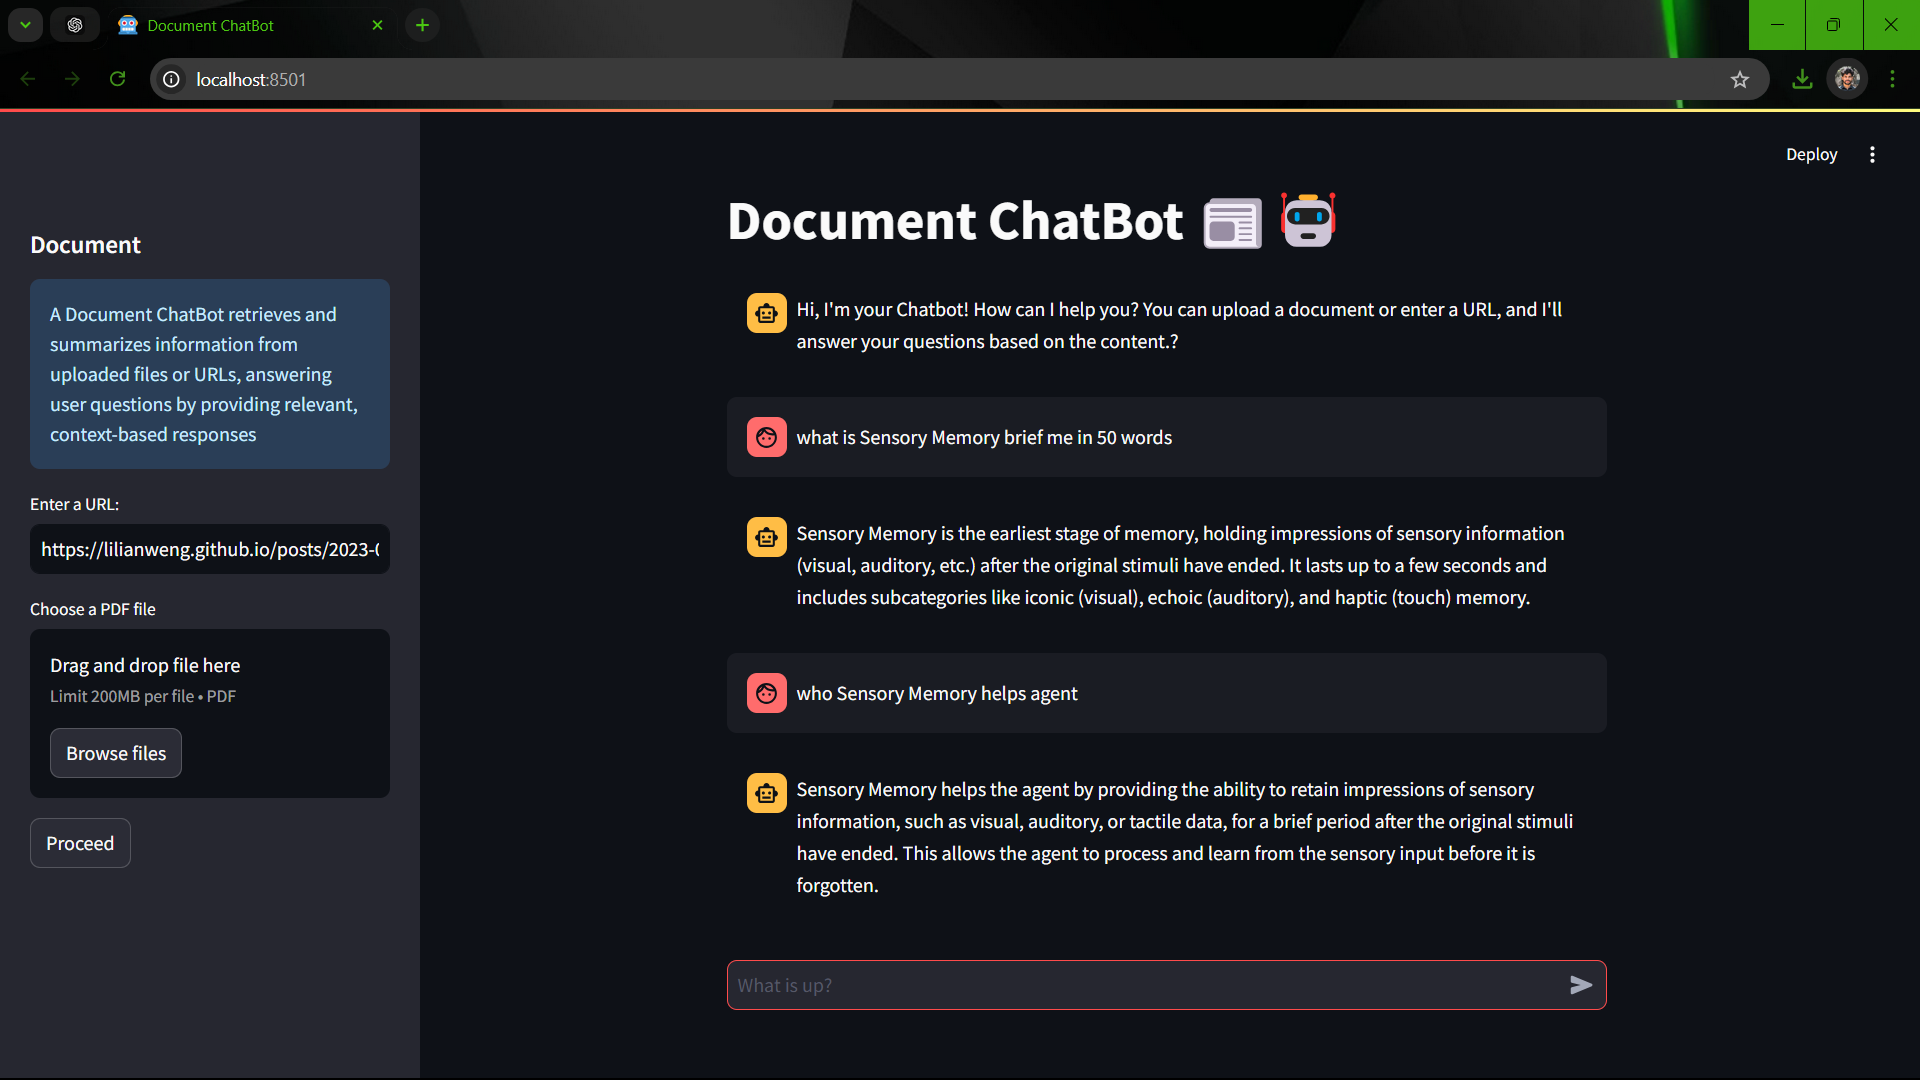 Document ChatBot
localhost:8501
Deploy
Document
A Document ChatBot retrieves and
summarizes information from
uploaded files or URLs, answering
user questions by providing relevant,
context-based responses
Enter a URL:
https://lilianweng.github.io/posts/2023-0
Choose a PDF file
Drag and drop file here
Limit 200MB per file • PDF
Browse files
Proceed
Document ChatBot
Hi, I'm your Chatbot! How can I help you? You can upload a document or enter a URL, and I'll
answer your questions based on the content.?
what is Sensory Memory brief me in 50 words
Sensory Memory is the earliest stage of memory, holding impressions of sensory information
(visual, auditory, etc.) after the original stimuli have ended. It lasts up to a few seconds and
includes subcategories like iconic (visual), echoic (auditory), and haptic (touch) memory.
who Sensory Memory helps agent
Sensory Memory helps the agent by providing the ability to retain impressions of sensory
information, such as visual, auditory, or tactile data, for a brief period after the original stimuli
have ended. This allows the agent to process and learn from the sensory input before it is
forgotten.
What is up?